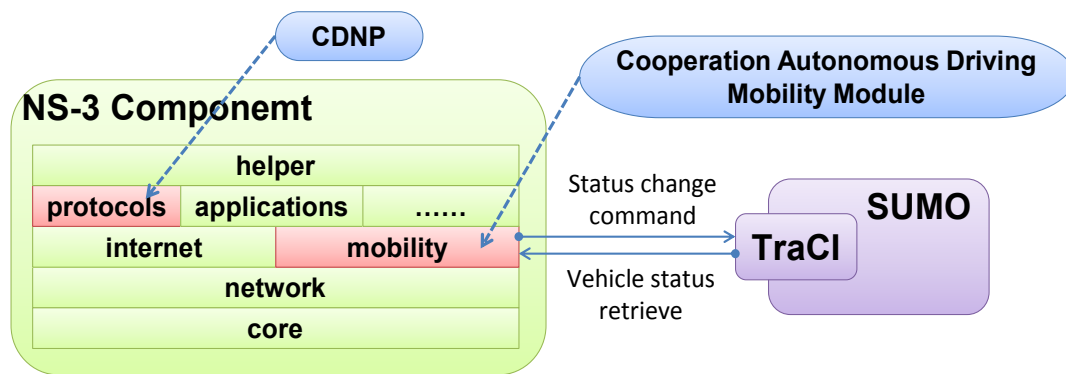 CDNP
Cooperation Autonomous Driving
Mobility Module
NS-3 Componemt
helper
protocols
applications
......
internet
mobility
network
core
Status change
command
Vehicle status
retrieve
SUMO
TraCI